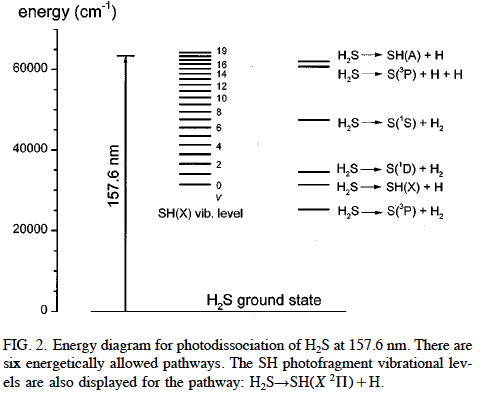 energy (cm⁻¹)
60000
40000
20000
0
157.6 nm
19
16
14
12
10
8
6
4
2
0
v
SH(X) vib. level
H₂S → SH(A) + H
H₂S → S(³P) + H + H
H₂S → S(¹S) + H₂
H₂S → S(¹D) + H₂
H₂S → SH(X) + H
H₂S → S(³P) + H₂
H₂S ground state
FIG. 2. Energy diagram for photodissociation of H₂S at 157.6 nm. There are
six energetically allowed pathways. The SH photofragment vibrational lev-
els are also displayed for the pathway: H₂S→SH(X ²Π)+H.